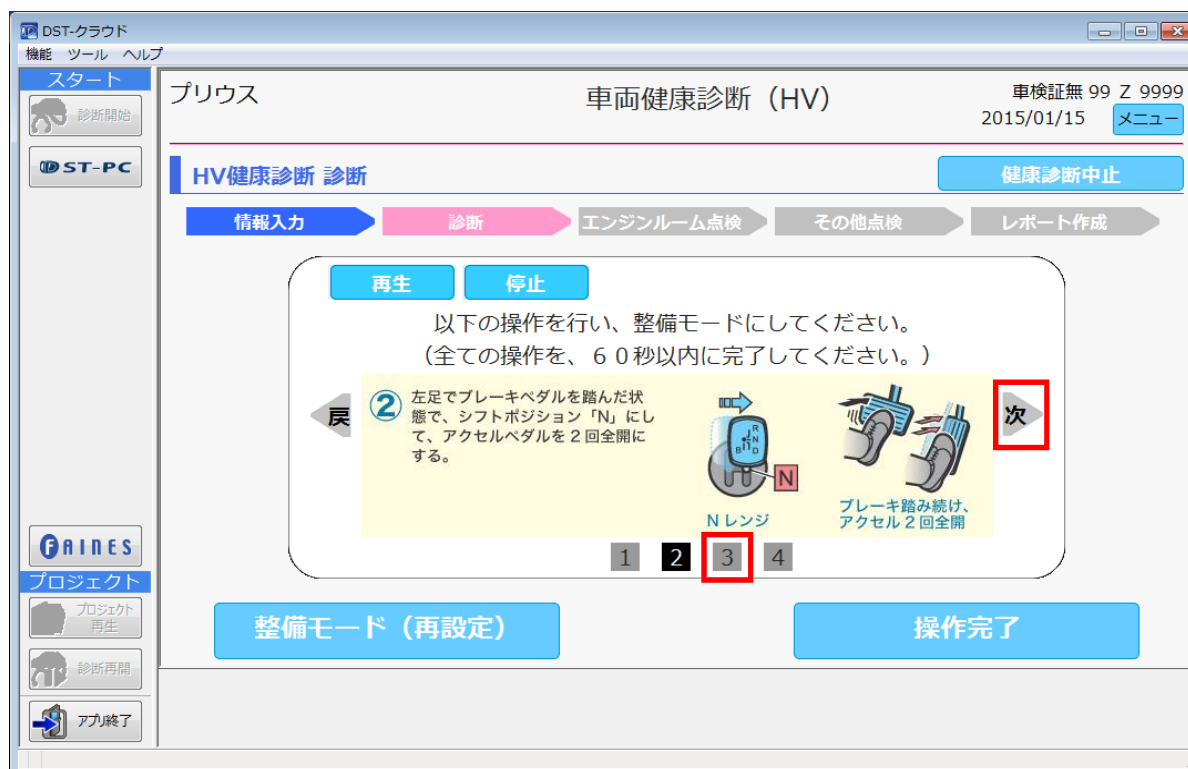 DST-クラウド
機能 ツール ヘルプ
スタート
診断開始
DST-PC
プリウス
車両健康診断（HV）
車検証無 99 Z 9999
2015/01/15 メニュー
HV健康診断 診断
健康診断中止
情報入力 診断 エンジンルーム点検 その他点検 レポート作成
再生 停止
以下の操作を行い、整備モードにしてください。
（全ての操作を、６０秒以内に完了してください。）
戻
② 左足でブレーキペダルを踏んだ状
態で、シフトポジション「N」にし
て、アクセルペダルを２回全開に
する。
R
N
B D
N
N レンジ
ブレーキ踏み続け、
アクセル２回全開
次
1 2 3 4
整備モード（再設定） 操作完了
FAINES
プロジェクト
プロジェクト
再生
診断再開
アプリ終了